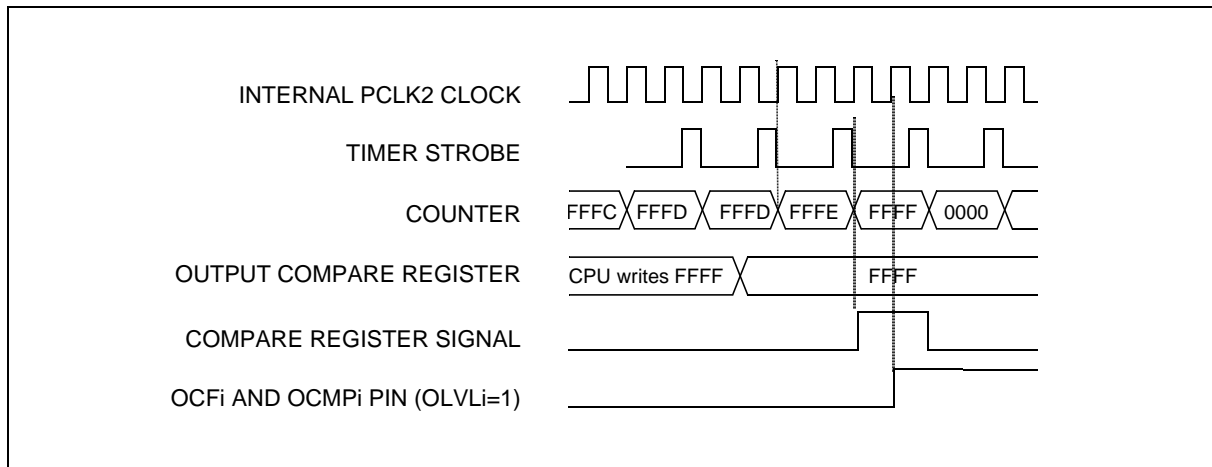 INTERNAL PCLK2 CLOCK
TIMER STROBE
COUNTER FFFC FFFD FFFD FFFE FFFF 0000
OUTPUT COMPARE REGISTER CPU writes FFFF FFFF
COMPARE REGISTER SIGNAL
OCFi AND OCMPi PIN (OLVLi=1)